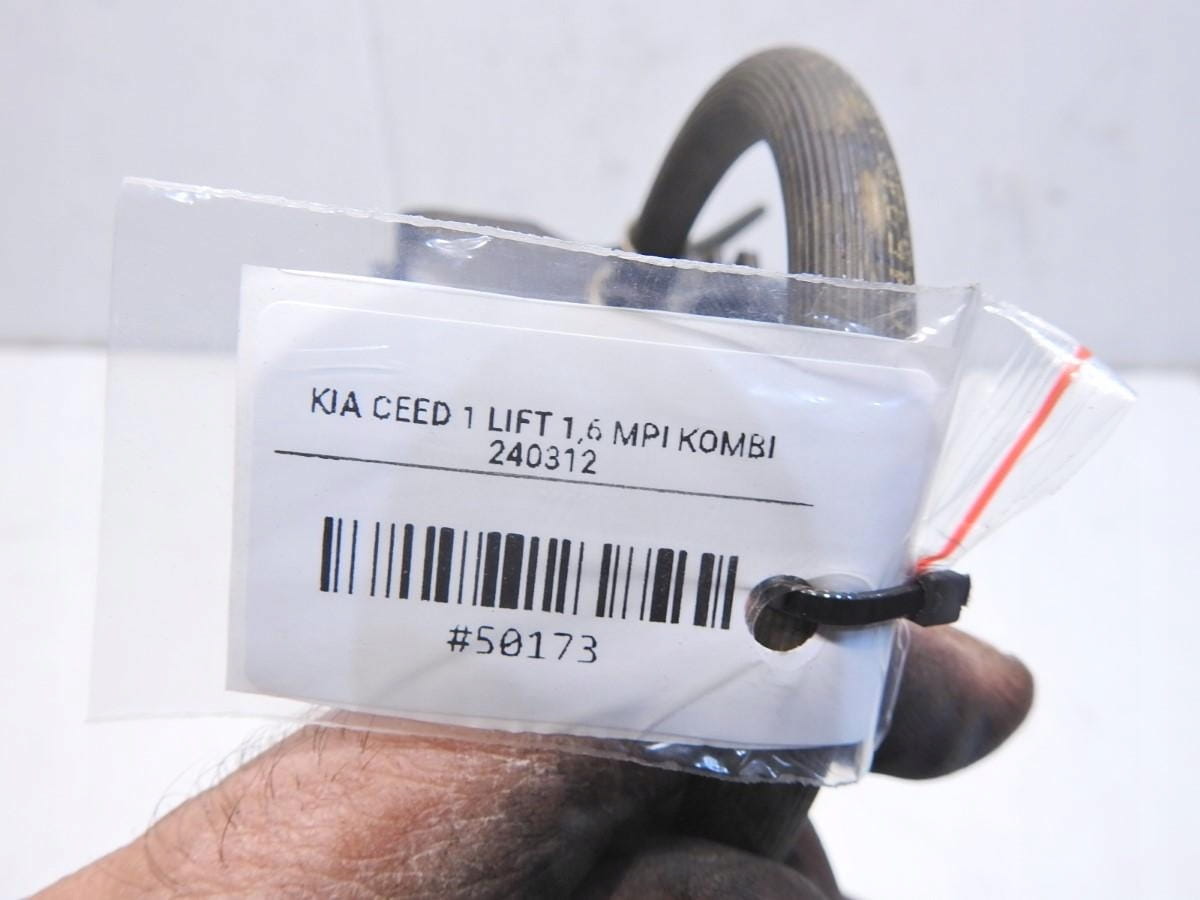 KIA CEED 1 LIFT 1,6 MPI KOMBI
240312
#50173